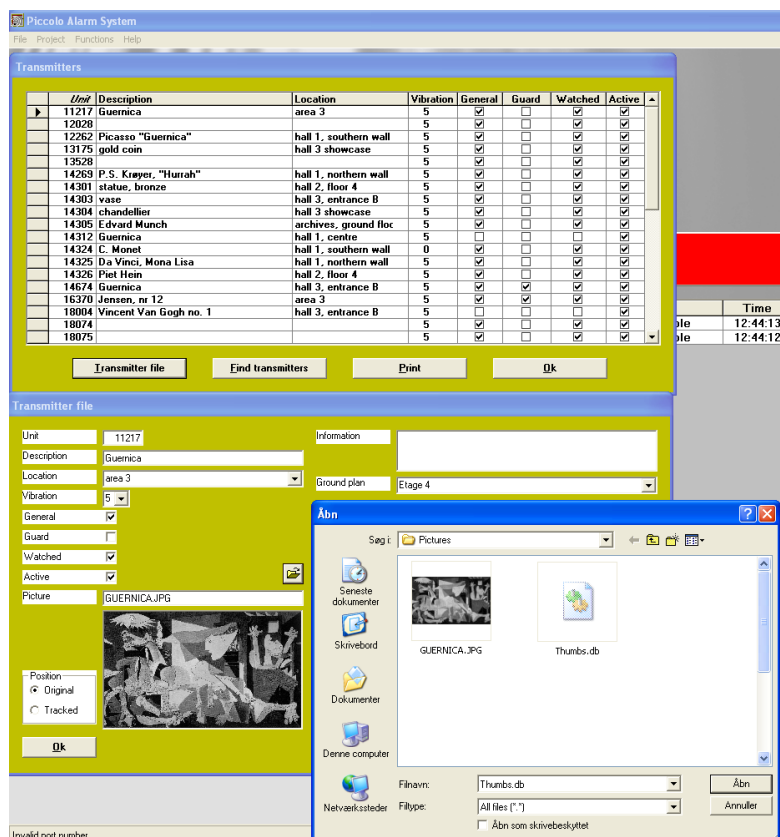 Piccolo Alarm System
File Project Functions Help
Transmitters
Unit Description Location Vibration General Guard Watched Active
11217 Guernica area 3 5
12028 5
12262 Picasso "Guernica" hall 1, southern wall 5
13175 gold coin hall 3 showcase 5
13528 5
14269 P.S. Krøyer, "Hurrah" hall 1, northern wall 5
14301 statue, bronze hall 2, floor 4 5
14303 vase hall 3, entrance B 5
14304 chandellier hall 3 showcase 5
14305 Edvard Munch archives, ground floc 5
14312 Guernica hall 1, centre 5
14324 C. Monet hall 1, southern wall 0
14325 Da Vinci, Mona Lisa hall 1, northern wall 5
14326 Piet Hein hall 2, floor 4 5
14674 Guernica hall 3, entrance B 5
16370 Jensen, nr 12 area 3 5
18004 Vincent Van Gogh no. 1 hall 3, entrance B 5
18074 5
18075 5
Time
ble 12:44:13
ble 12:44:12
Transmitter file Find transmitters Print Ok
Transmitter file
Unit 11217 Information
Description Guernica
Location area 3 Ground plan Etage 4
Vibration 5
General
Guard
Watched
Active
Picture GUERNICA.JPG
Position
Original
Tracked
Ok
Åbn
Søg i: Pictures
Seneste dokumenter
Skrivebord
Dokumenter
Denne computer
Netværkssteder
GUERNICA.JPG Thumbs.db
Filnavn: Thumbs.db Åbn
Filtype: All files (*.*) Annuller
Åbn som skrivebeskyttet
Invalid port number